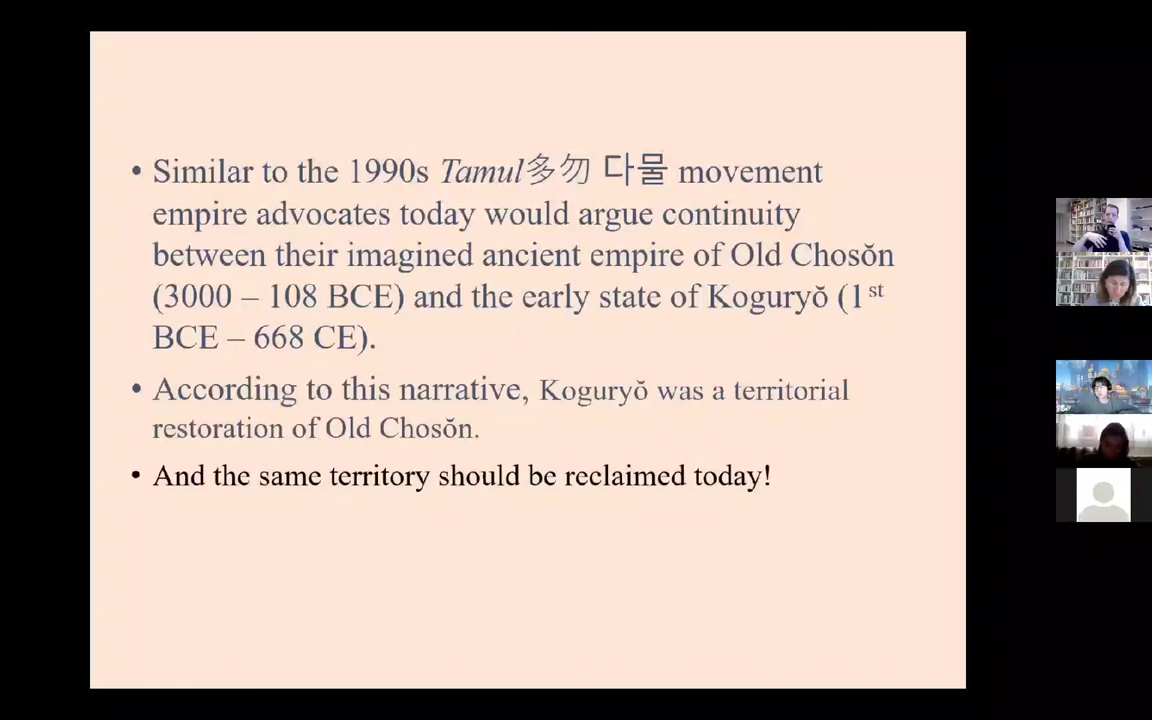 • Similar to the 1990s Tamul多勿 다물 movement
empire advocates today would argue continuity
between their imagined ancient empire of Old Chosŏn
(3000 – 108 BCE) and the early state of Koguryŏ (1st
BCE – 668 CE).
• According to this narrative, Koguryŏ was a territorial
restoration of Old Chosŏn.
• And the same territory should be reclaimed today!